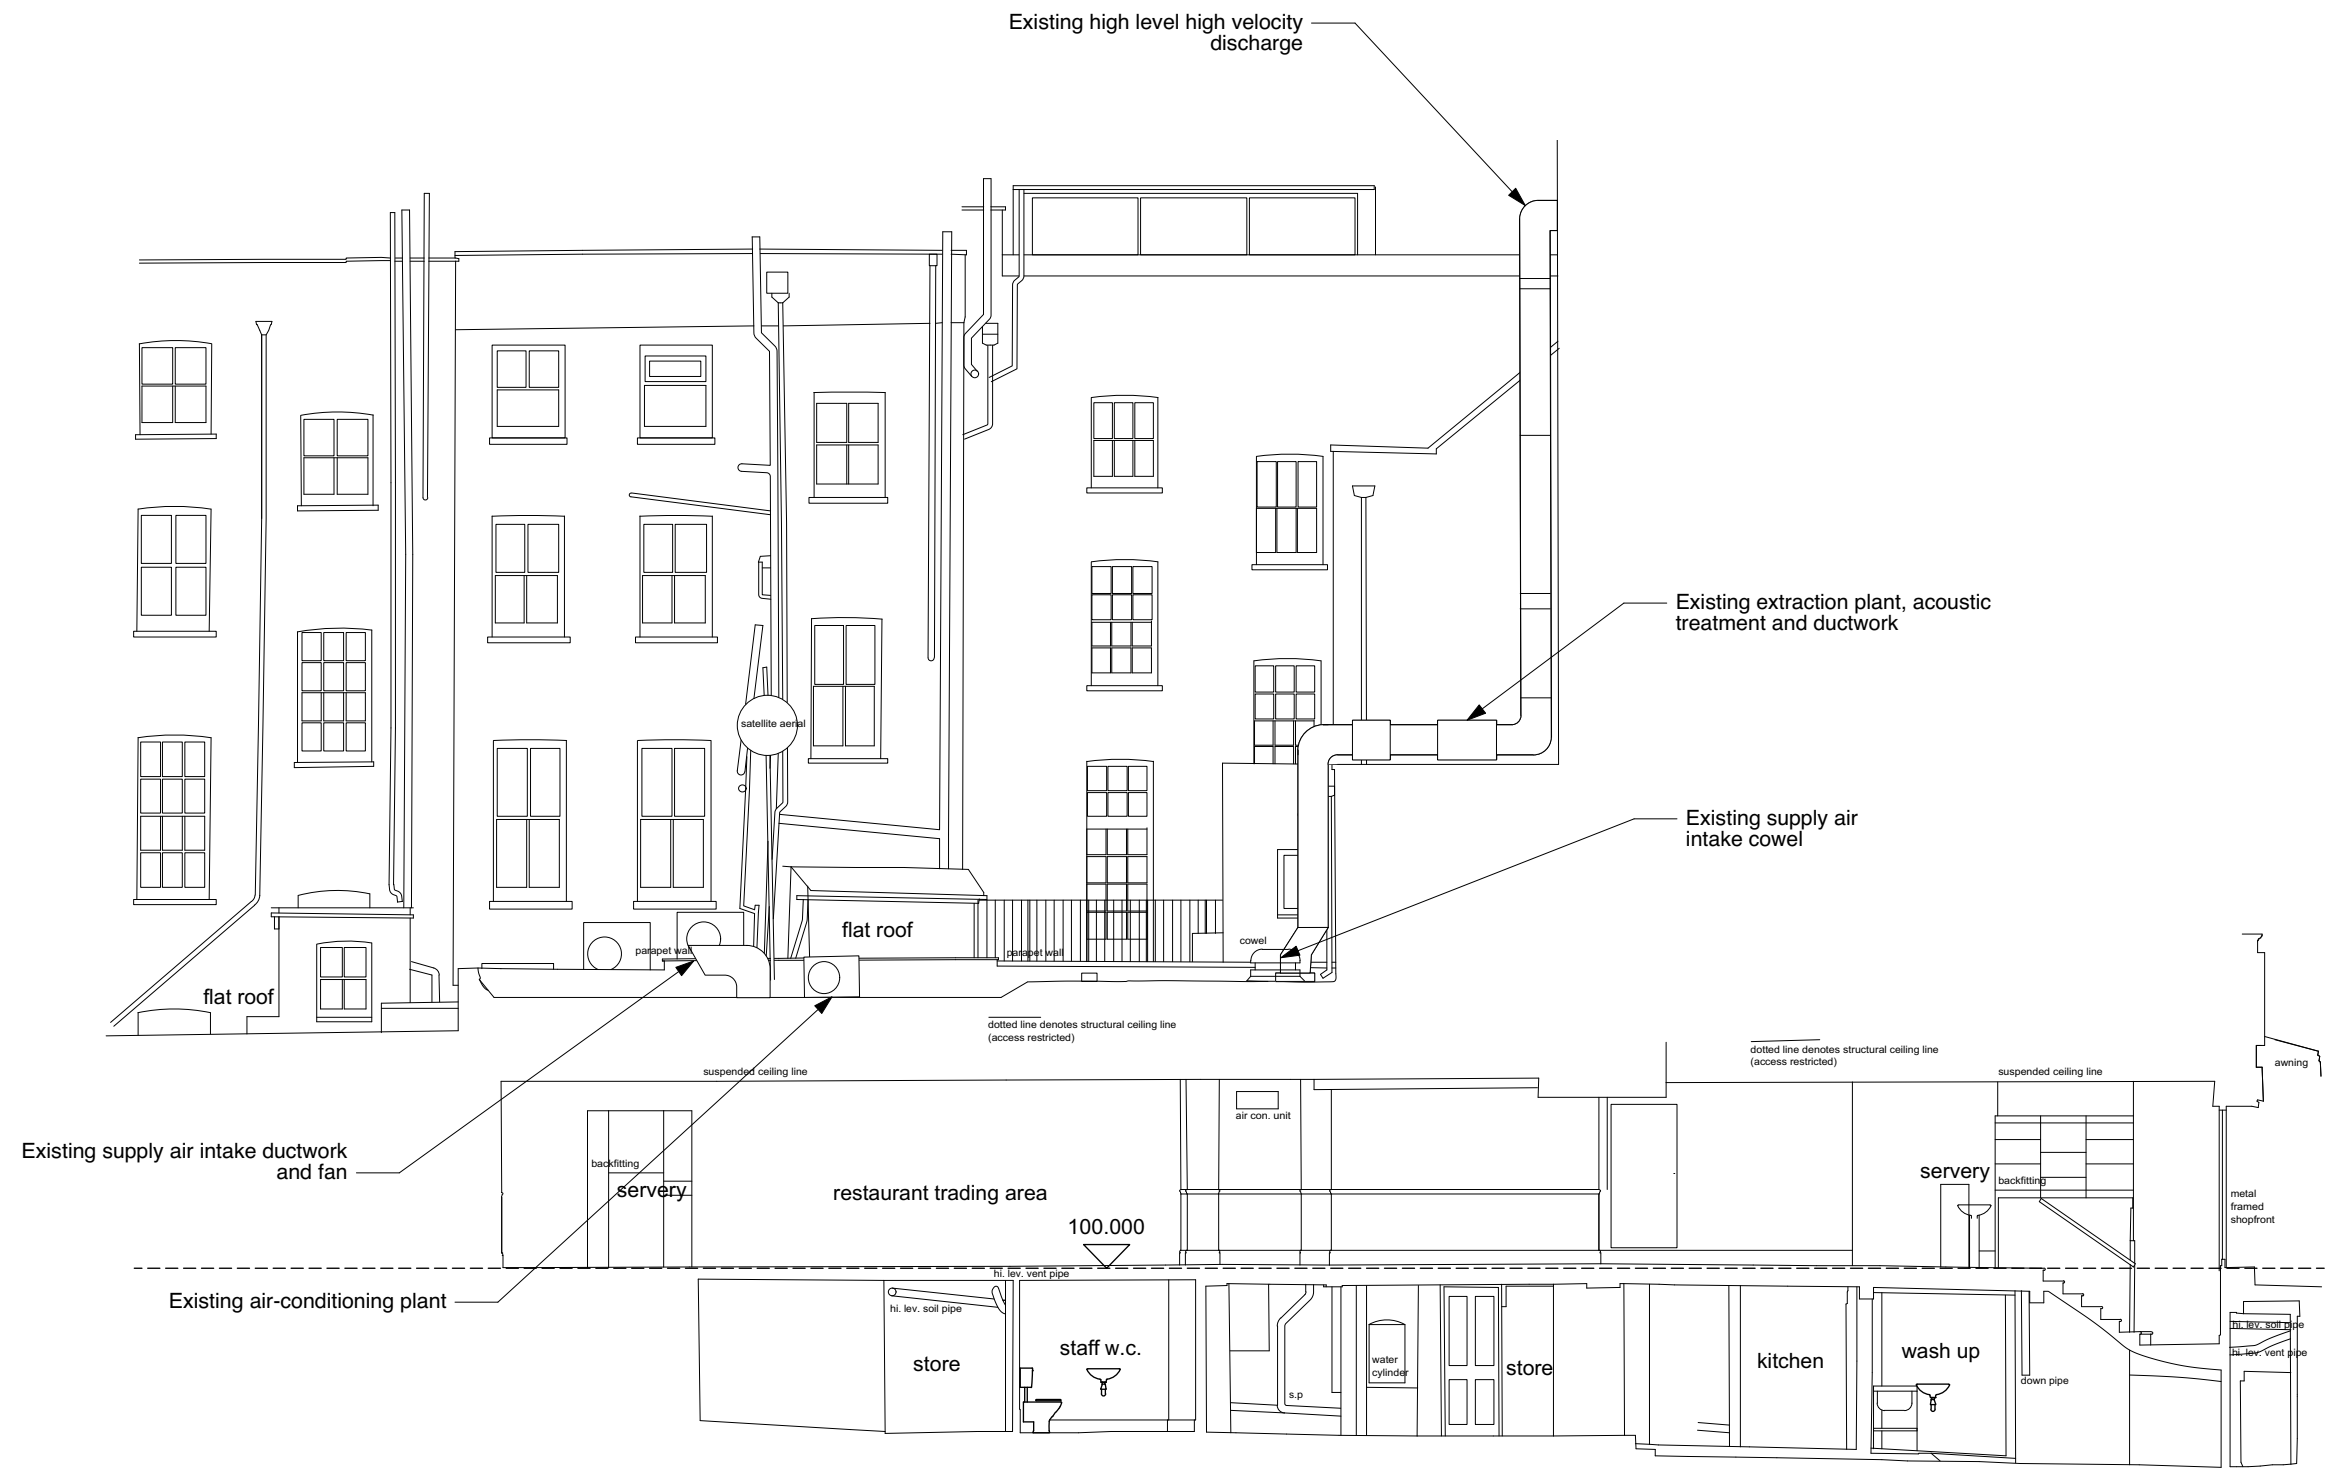 Existing high level high velocity
discharge
Existing extraction plant, acoustic
treatment and ductwork
satellite aerial
Existing supply air
intake cowel
flat roof
cowel
parapet wall
parapet wall
flat roof
dotted line denotes structural ceiling line
(access restricted)
dotted line denotes structural ceiling line
(access restricted)
awning
suspended ceiling line
suspended ceiling line
air con. unit
Existing supply air intake ductwork
and fan
backfitting
servery
restaurant trading area
servery
backfitting
metal
framed
shopfront
100.000
hi. lev. vent pipe
Existing air-conditioning plant
hi. lev. soil pipe
store
staff w.c.
water
cylinder
s.p
store
kitchen
wash up
down pipe
hi. lev. soil pipe
hi. lev. vent pipe